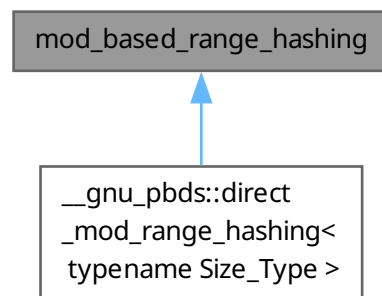 mod_based_range_hashing
__gnu_pbds::direct
_mod_range_hashing<
typename Size_Type >